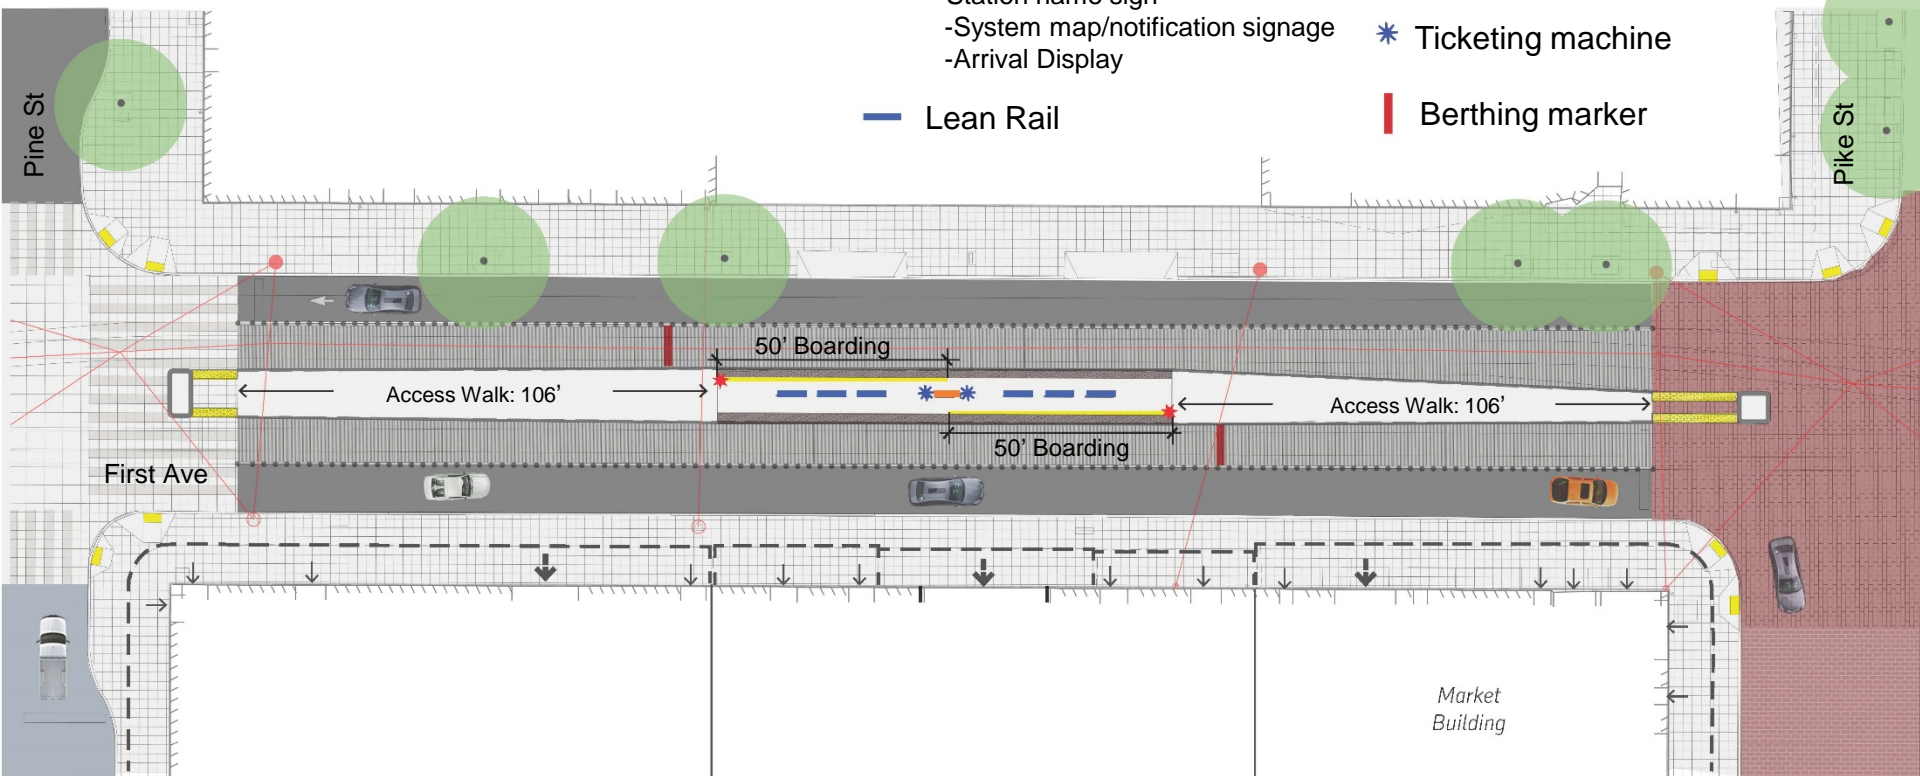 -System map/notification signage
-Arrival Display
Ticketing machine
Lean Rail
Berthing marker
Pine St
Pike St
50’ Boarding
Access Walk: 106’
Access Walk: 106’
50’ Boarding
First Ave
Market
Building